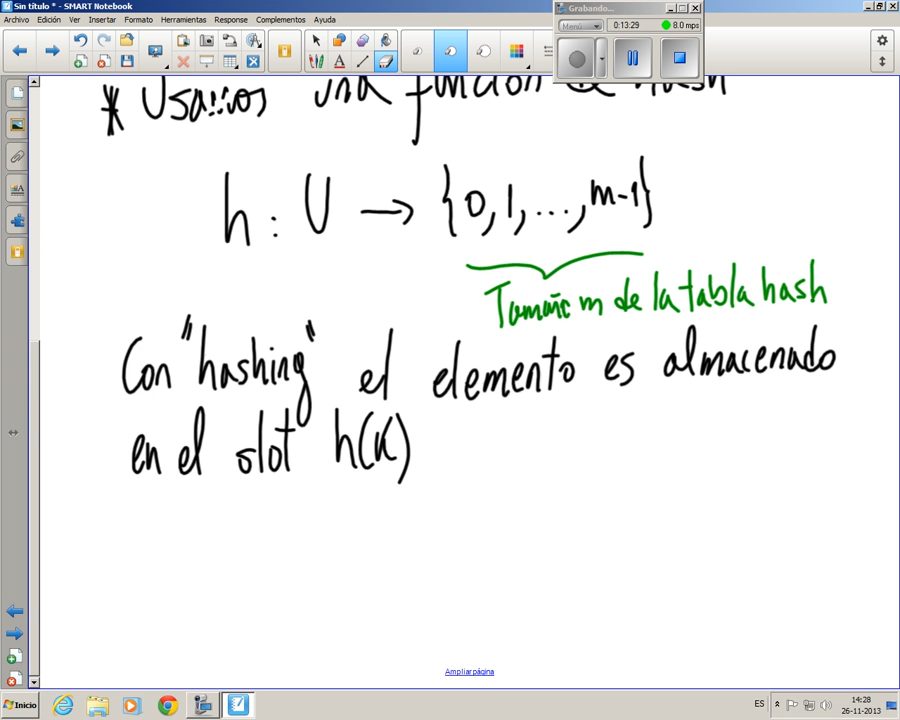 Sin título * - SMART Notebook
Grabando...
Archivo Edición Ver Insertar Formato Herramientas Response Complementos Ayuda
Menú 0:13:29 8.0 mps
* Usamos una función de hash
h : U → {0, 1, ..., m-1}
Tamaño m de la tabla hash
Con "hashing" el elemento es almacenado
en el slot h(k)
Ampliar página
Inicio
ES
14:28
26-11-2013